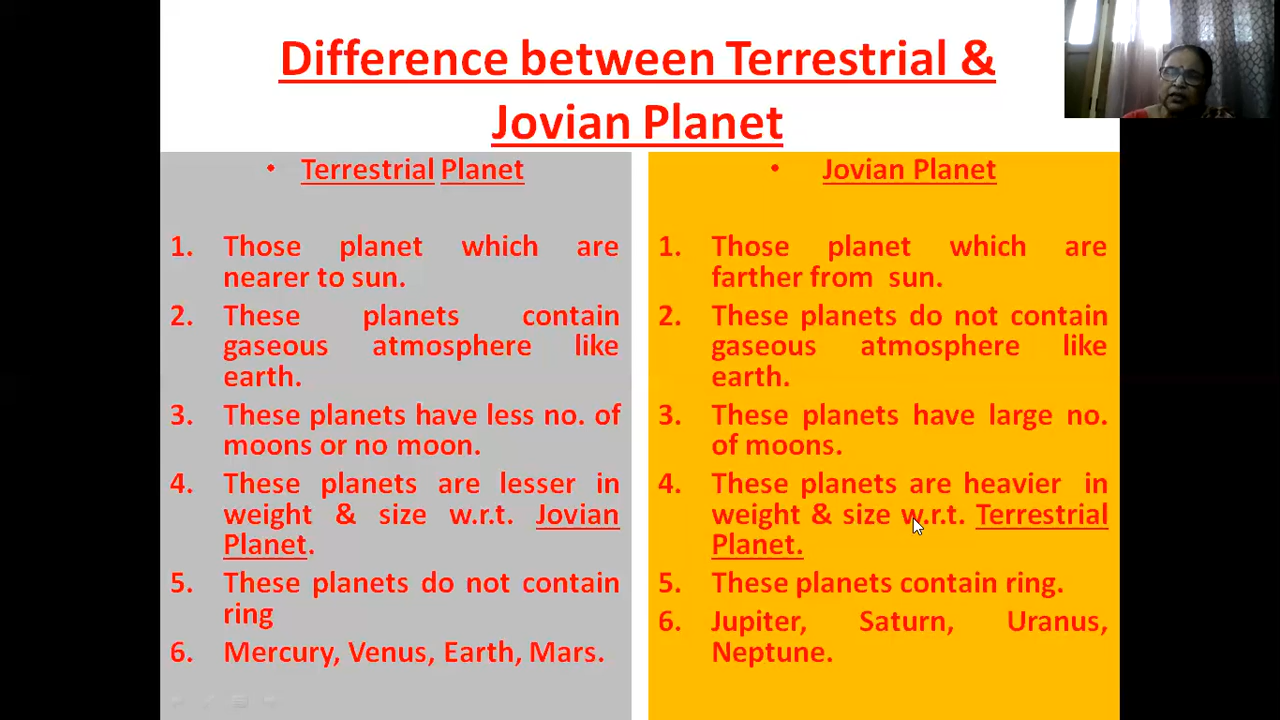 Difference between Terrestrial &
Jovian Planet
• Terrestrial Planet
1. Those planet which are
nearer to sun.
2. These planets contain
gaseous atmosphere like
earth.
3. These planets have less no. of
moons or no moon.
4. These planets are lesser in
weight & size w.r.t. Jovian
Planet.
5. These planets do not contain
ring
6. Mercury, Venus, Earth, Mars.
• Jovian Planet
1. Those planet which are
farther from sun.
2. These planets do not contain
gaseous atmosphere like
earth.
3. These planets have large no.
of moons.
4. These planets are heavier in
weight & size w.r.t. Terrestrial
Planet.
5. These planets contain ring.
6. Jupiter, Saturn, Uranus,
Neptune.